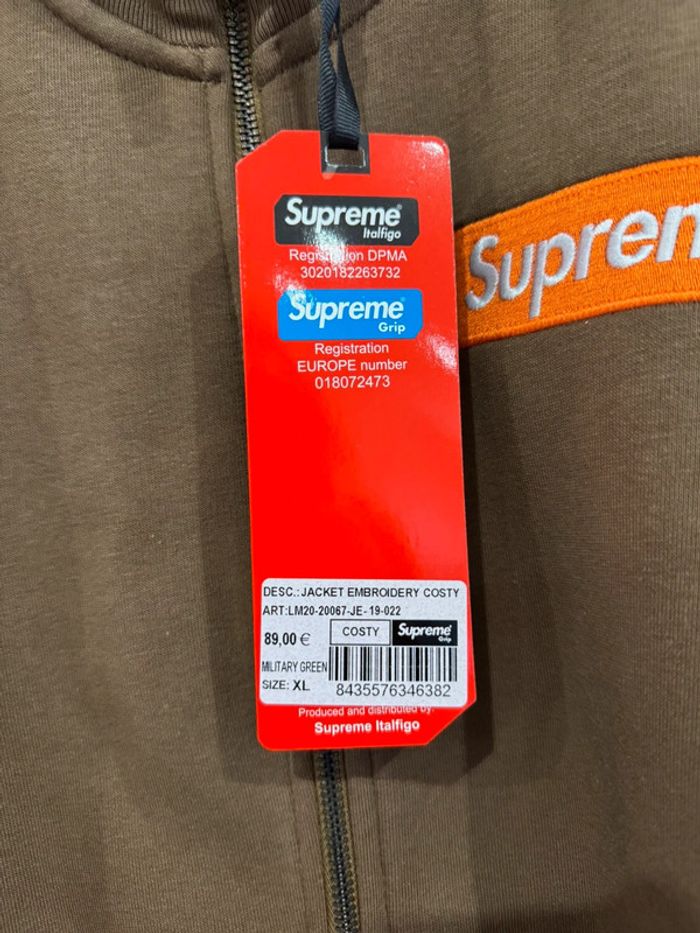 Supreme®
Italfigo
Registration DPMA
3020182263732
Supreme®
Grip
Registration
EUROPE number
018072473
Suprem
DESC.:JACKET EMBROIDERY COSTY
ART:LM20-20067-JE-19-022
89,00 €
COSTY
Supreme
Grip
MILITARY GREEN
SIZE: XL
8435576346382
Produced and distributed by:
Supreme Italfigo